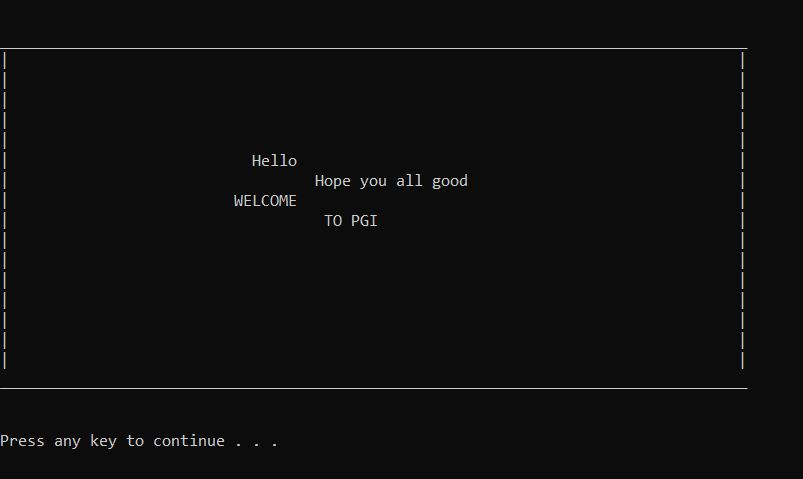 Hello
Hope you all good
WELCOME
TO PGI
Press any key to continue . . .